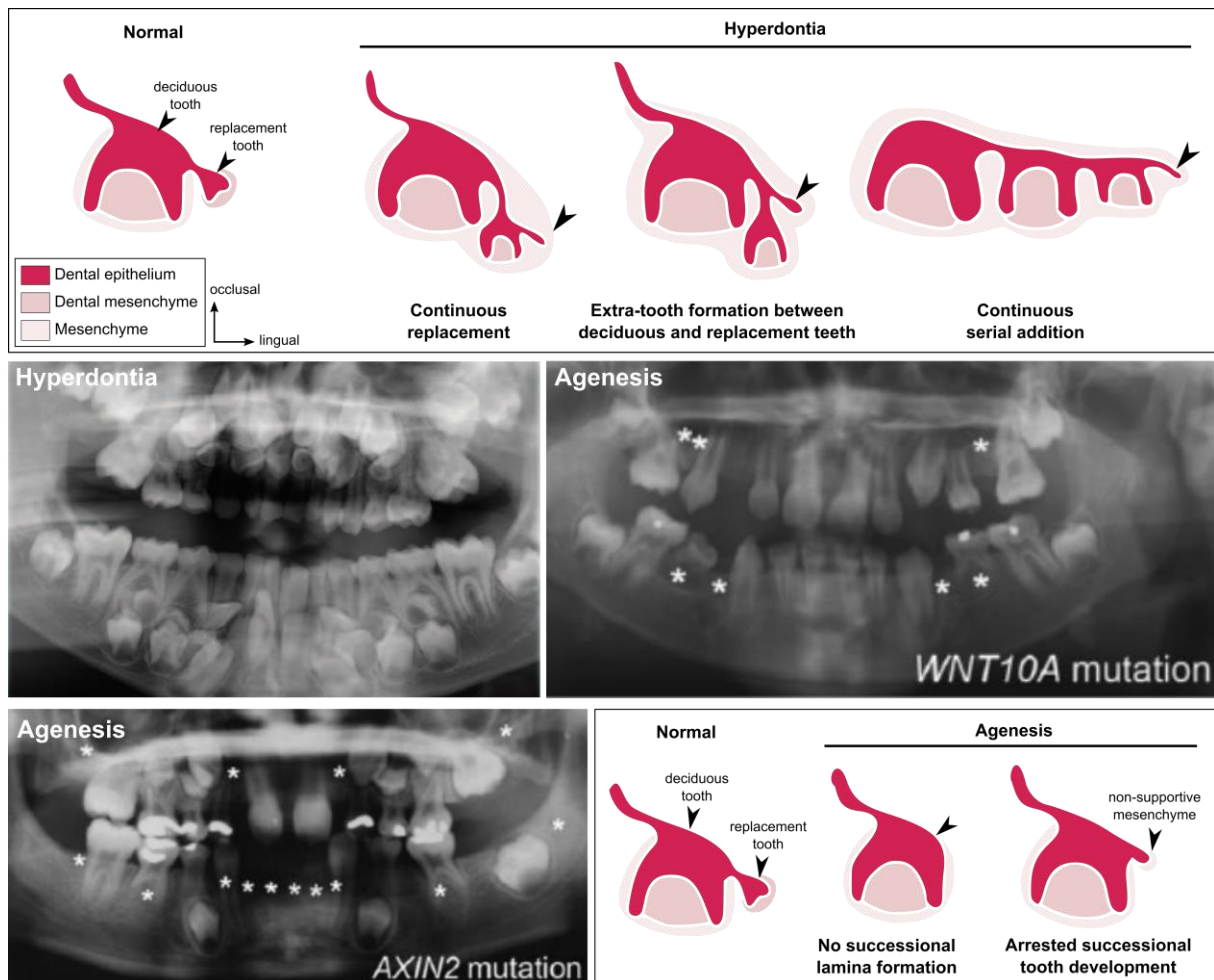 Normal
Hyperdontia
deciduous
tooth
replacement
tooth
Dental epithelium
Dental mesenchyme
Mesenchyme
occlusal
lingual
Continuous
replacement
Extra-tooth formation between
deciduous and replacement teeth
Continuous
serial addition
Hyperdontia
Agenesis
* * *
* * * *
WNT10A mutation
Agenesis
* * * *
* *
* * * * * * * *
AXIN2 mutation
Normal
Agenesis
deciduous
tooth
replacement
tooth
non-supportive
mesenchyme
No successional
lamina formation
Arrested successional
tooth development